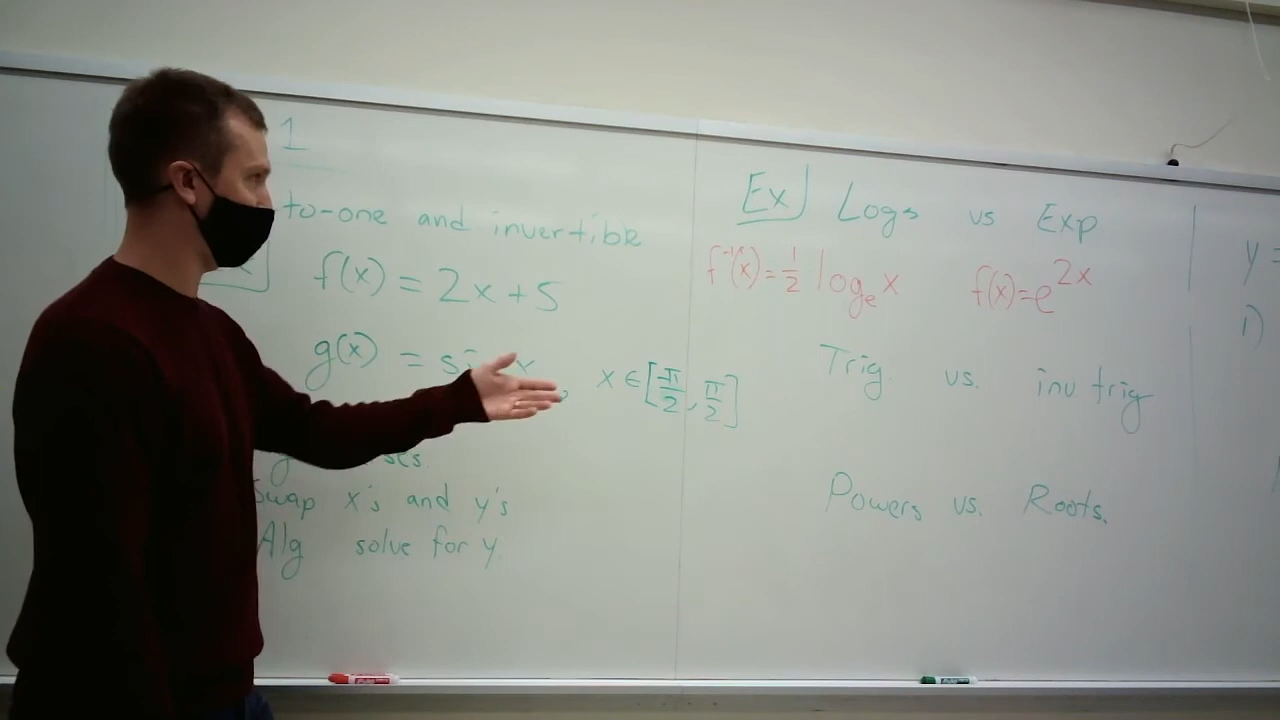 1
to-one and invertible
f(x) = 2x+5
g(x) = x, x ∈ [-π/2, π/2]
Swap x's and y's
Alg solve for y.
Ex Logs vs Exp
f⁻¹(x) = 1/2 logₑ x f(x)=e^2x
Trig vs. inv trig
Powers vs. Roots.
y =
1)